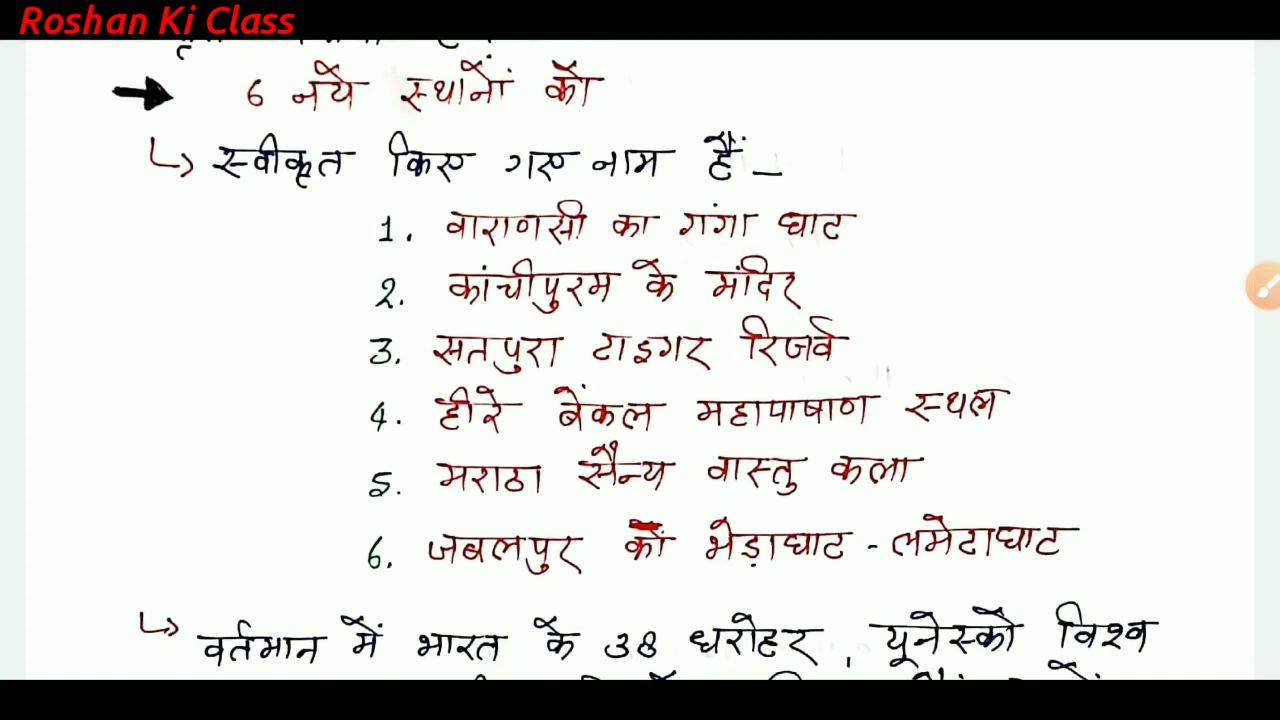 Roshan Ki Class
6 नये स्थानों को
स्वीकृत किए गए नाम हैं -
1. वाराणसी का गंगा घाट
2. कांचीपुरम के मंदिर
3. सतपुरा टाइगर रिजर्व
4. हीरे बेंकल महापाषाण स्थल
5. मराठा सैन्य वास्तु कला
6. जबलपुर के भेड़ाघाट - लमेटाघाट
वर्तमान में भारत के 38 धरोहर, यूनेस्को विश्व